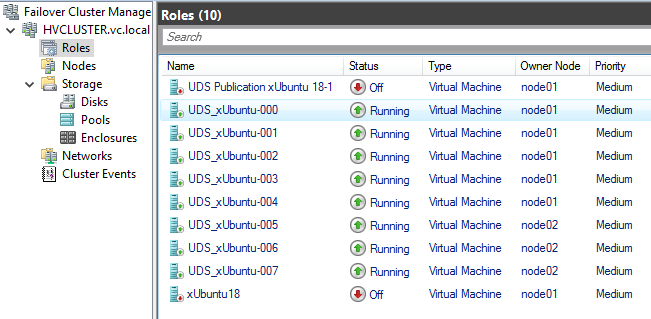 Failover Cluster Manage
HVCLUSTER.vc.local
Roles
Nodes
Storage
Disks
Pools
Enclosures
Networks
Cluster Events
Roles (10)
Search
Name Status Type Owner Node Priority
UDS Publication xUbuntu 18-1 Off Virtual Machine node01 Medium
UDS_xUbuntu-000 Running Virtual Machine node01 Medium
UDS_xUbuntu-001 Running Virtual Machine node01 Medium
UDS_xUbuntu-002 Running Virtual Machine node01 Medium
UDS_xUbuntu-003 Running Virtual Machine node01 Medium
UDS_xUbuntu-004 Running Virtual Machine node01 Medium
UDS_xUbuntu-005 Running Virtual Machine node02 Medium
UDS_xUbuntu-006 Running Virtual Machine node02 Medium
UDS_xUbuntu-007 Running Virtual Machine node02 Medium
xUbuntu18 Off Virtual Machine node01 Medium